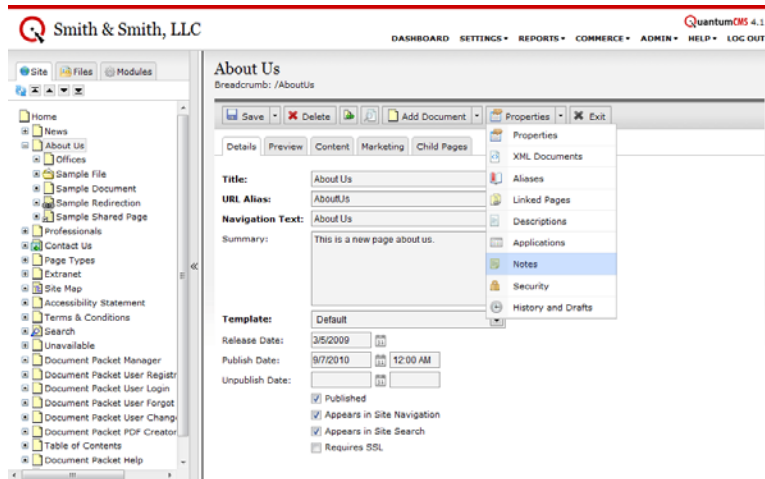 Smith & Smith, LLC
QuantumCMS 4.1
DASHBOARD SETTINGS REPORTS COMMERCE ADMIN HELP LOG OUT
Site Files Modules
Home
News
About Us
Offices
Sample File
Sample Document
Sample Redirection
Sample Shared Page
Professionals
Contact Us
Page Types
Extranet
Site Map
Accessibility Statement
Terms & Conditions
Search
Unavailable
Document Packet Manager
Document Packet User Registr
Document Packet User Login
Document Packet User Forgot
Document Packet User Chang
Document Packet PDF Creator
Table of Contents
Document Packet Help
About Us
Breadcrumb: /AboutUs
Save Delete Add Document Properties Exit
Details Preview Content Marketing Child Pages
Title: About Us
URL Alias: AboutUs
Navigation Text: About Us
Summary: This is a new page about us.
Template: Default
Release Date: 3/5/2009
Publish Date: 9/7/2010 12:00 AM
Unpublish Date:
Published
Appears in Site Navigation
Appears in Site Search
Requires SSL
Properties
XML Documents
Aliases
Linked Pages
Descriptions
Applications
Notes
Security
History and Drafts